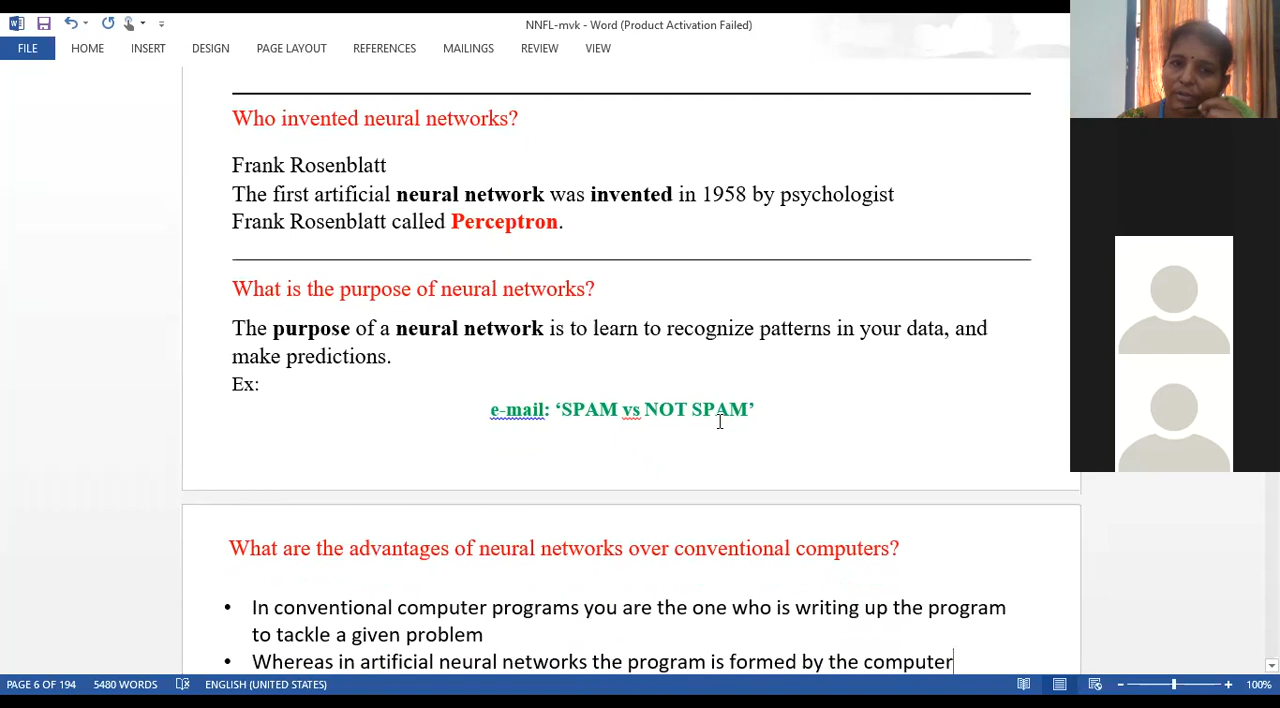 NNFL-mvk - Word (Product Activation Failed)
FILE HOME INSERT DESIGN PAGE LAYOUT REFERENCES MAILINGS REVIEW VIEW
Who invented neural networks?
Frank Rosenblatt
The first artificial neural network was invented in 1958 by psychologist
Frank Rosenblatt called Perceptron.
What is the purpose of neural networks?
The purpose of a neural network is to learn to recognize patterns in your data, and
make predictions.
Ex:
e-mail: ‘SPAM vs NOT SPAM’
What are the advantages of neural networks over conventional computers?
• In conventional computer programs you are the one who is writing up the program
to tackle a given problem
• Whereas in artificial neural networks the program is formed by the computer
PAGE 6 OF 194 5480 WORDS ENGLISH (UNITED STATES) 100%